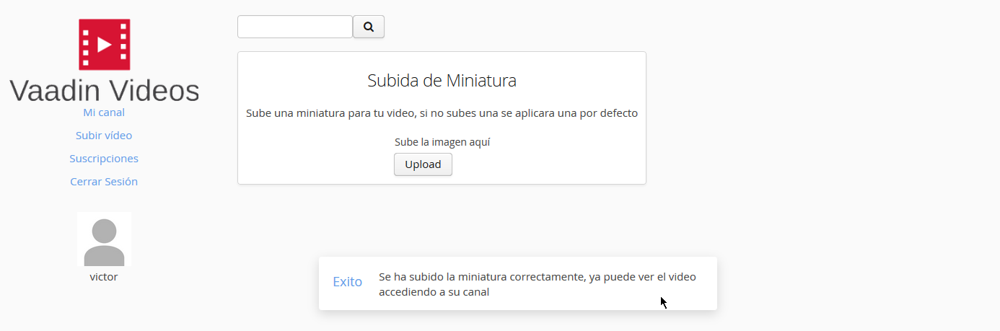 Vaadin Videos
Mi canal
Subir vídeo
Suscripciones
Cerrar Sesión
victor
Subida de Miniatura
Sube una miniatura para tu video, si no subes una se aplicara una por defecto
Sube la imagen aquí
Upload
Exito
Se ha subido la miniatura correctamente, ya puede ver el video
accediendo a su canal